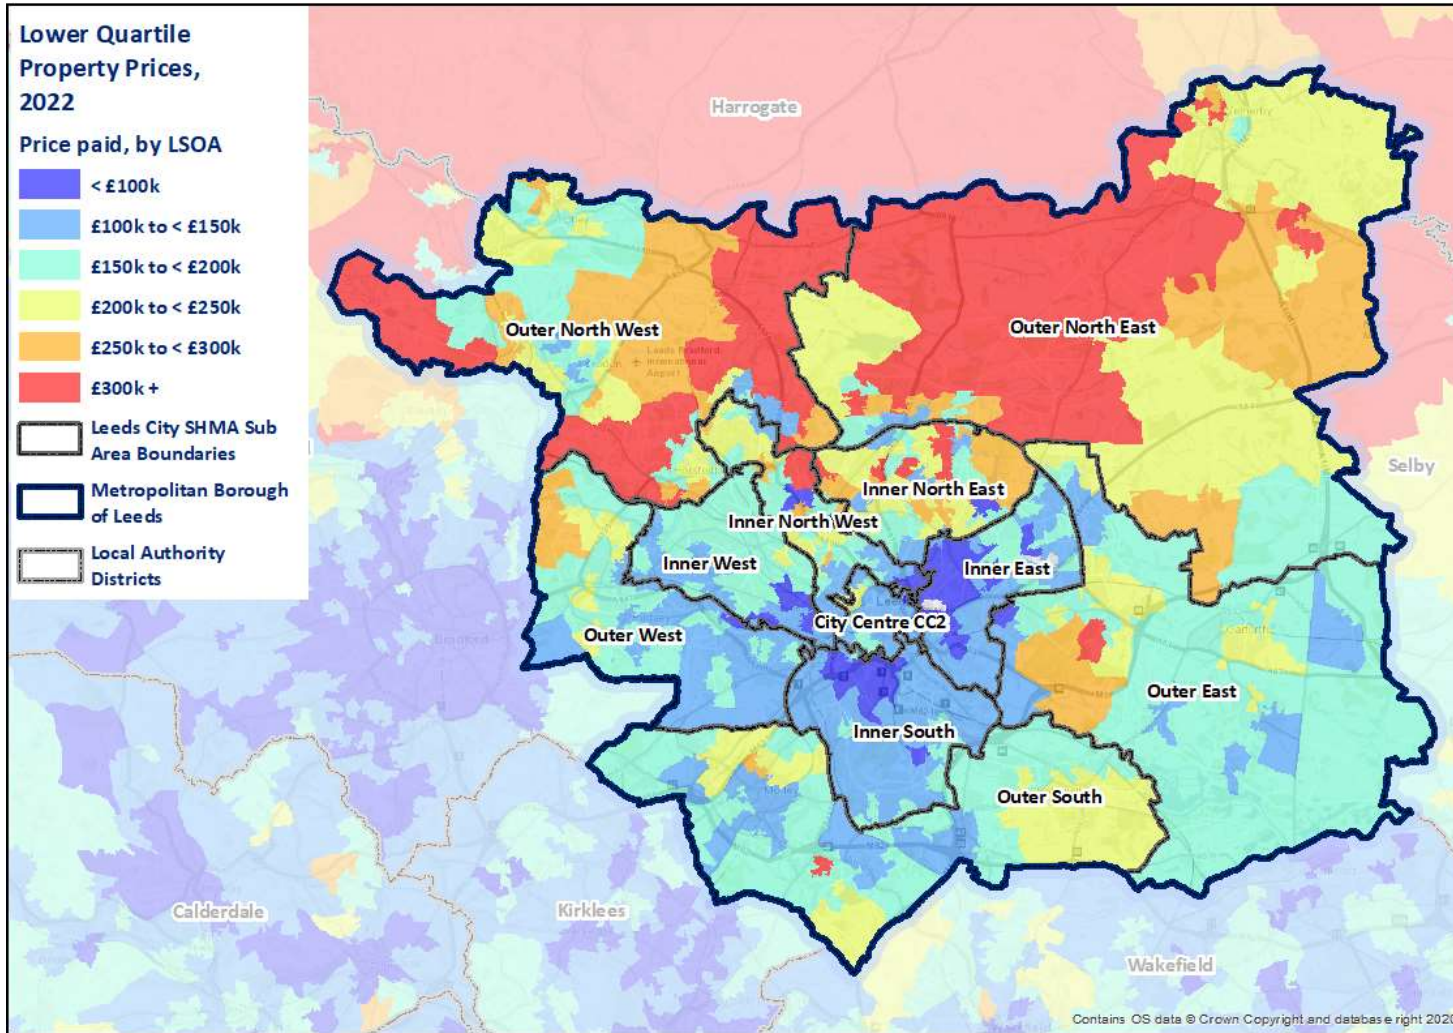 Lower Quartile
Property Prices,
2022
Price paid, by LSOA
< £100k
£100k to < £150k
£150k to < £200k
£200k to < £250k
£250k to < £300k
£300k +
Leeds City SHMA Sub
Area Boundaries
Metropolitan Borough
of Leeds
Local Authority
Districts
Harrogate
Outer North West
Outer North East
Leeds Bradford
International
Airport
Selby
Inner North East
Inner North West
Inner West
Inner East
City Centre CC2
Outer West
Outer East
Inner South
Outer South
Calderdale
Kirklees
Wakefield
Contains OS data © Crown Copyright and database right 2020